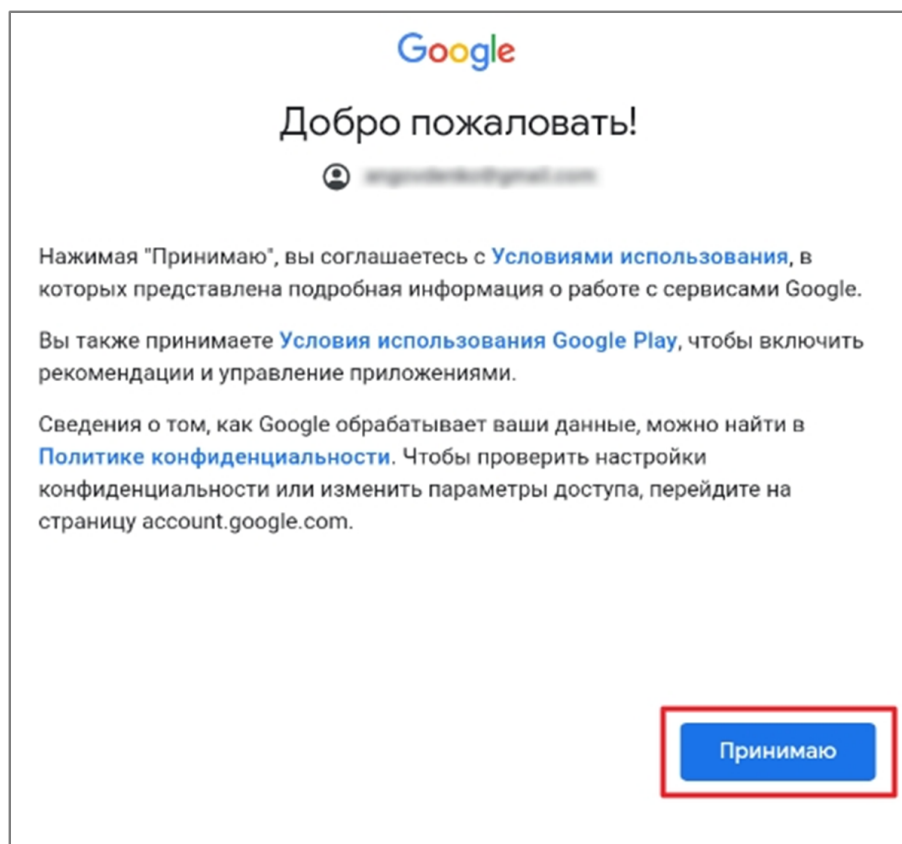 Google
Добро пожаловать!
Нажимая "Принимаю", вы соглашаетесь с Условиями использования, в
которых представлена подробная информация о работе с сервисами Google.
Вы также принимаете Условия использования Google Play, чтобы включить
рекомендации и управление приложениями.
Сведения о том, как Google обрабатывает ваши данные, можно найти в
Политике конфиденциальности. Чтобы проверить настройки
конфиденциальности или изменить параметры доступа, перейдите на
страницу account.google.com.
Принимаю